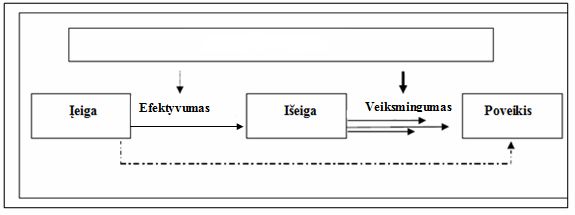 Efektyvumas
Veiksmingumas
Įeiga
Išeiga
Poveikis